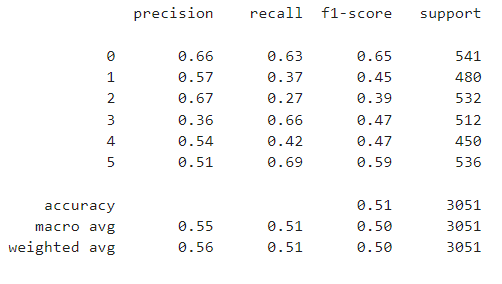 precision recall f1-score support
0 0.66 0.63 0.65 541
1 0.57 0.37 0.45 480
2 0.67 0.27 0.39 532
3 0.36 0.66 0.47 512
4 0.54 0.42 0.47 450
5 0.51 0.69 0.59 536
accuracy 0.51 3051
macro avg 0.55 0.51 0.50 3051
weighted avg 0.56 0.51 0.50 3051